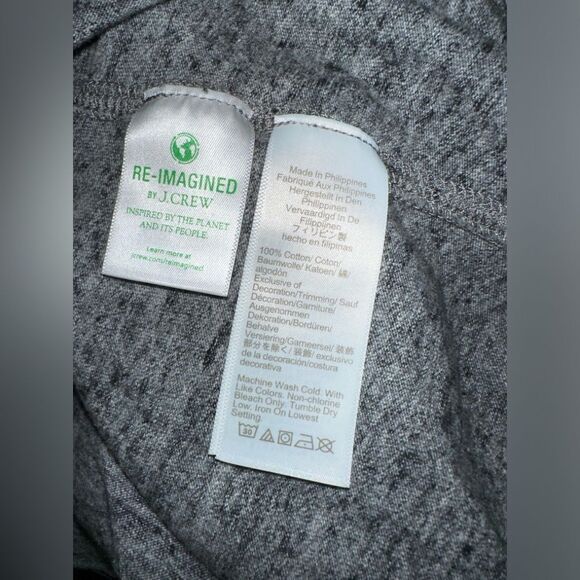 RE-IMAGINED
BY J.CREW
INSPIRED BY THE PLANET
AND ITS PEOPLE.
Learn more at
jcrew.com/reimagined
Made In Philippines
Fabriqué Aux Philippines
Hergestellt In Den
Philippinen
Vervaardigd In De
Filippijnen
フィリピン製
hecho en filipinas
100% Cotton/ Cóton/
Baumwolle/ Katoen/ 綿/
algodón
Exclusive of
Decoration/Trimming/ Sauf
Décoration/Garniture/
Ausgenommen
Dekoration/Bordüren/
Behalve
Versiering/Garneersel/ 装飾
部分を除く/ 装飾/ exclusivo
de la decoración/costura
decorativa
Machine Wash Cold. With
Like Colors. Non-chlorine
Bleach Only. Tumble Dry
Low. Iron On Lowest
Setting.
30